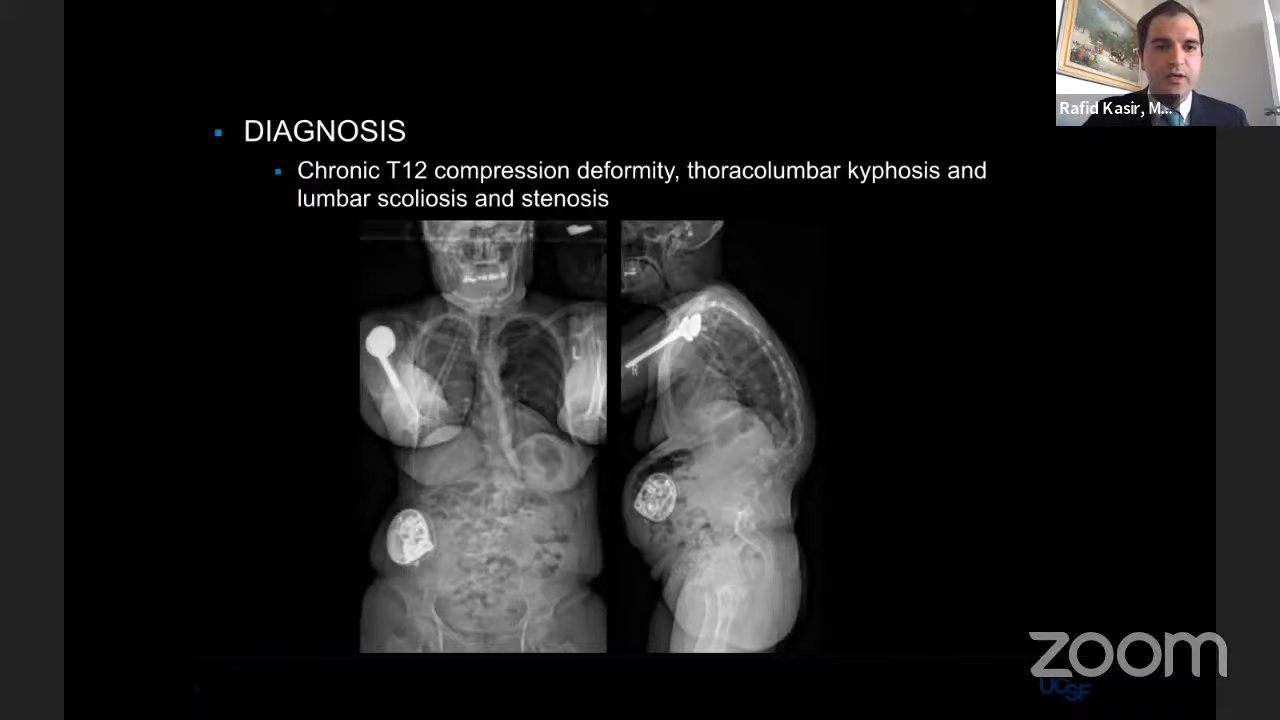 Rafid Kasir, M...
DIAGNOSIS
Chronic T12 compression deformity, thoracolumbar kyphosis and
lumbar scoliosis and stenosis
L
R
zoom
UCSF